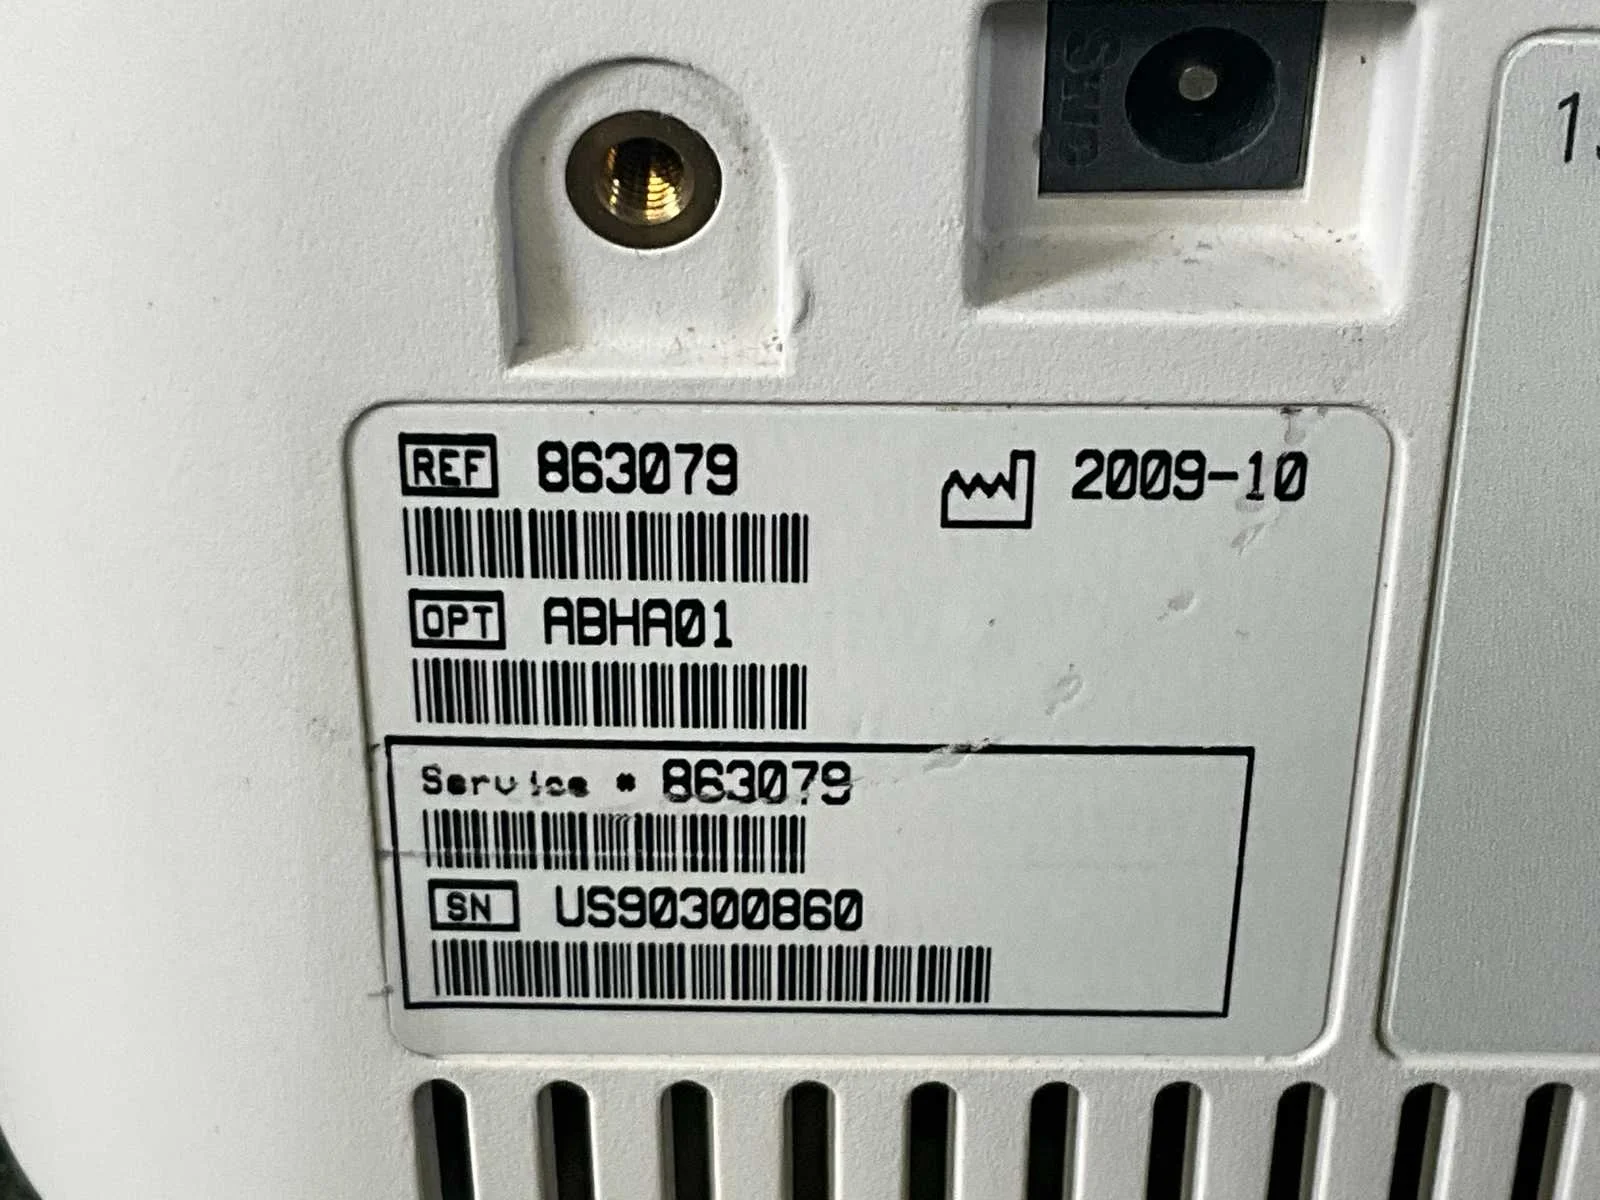 REF 863079 2009-10
OPT ABHA01
Service # 863079
SN US90300860